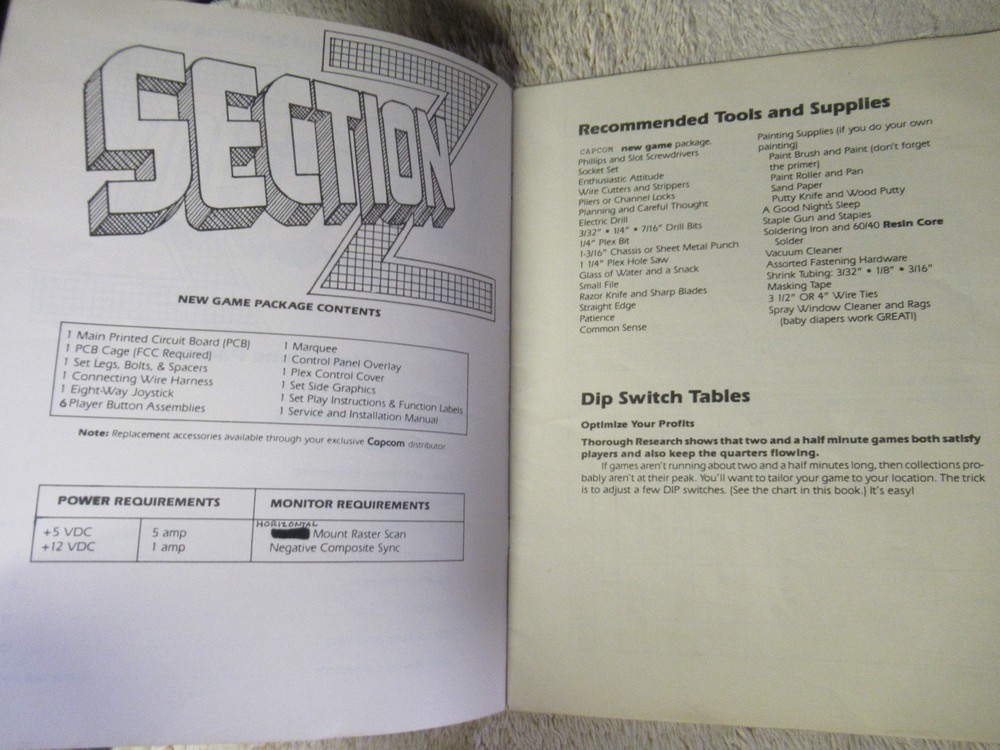 SECTION Z
NEW GAME PACKAGE CONTENTS
1 Main Printed Circuit Board (PCB)
1 PCB Cage (FCC Required)
1 Set Legs, Bolts, & Spacers
1 Connecting Wire Harness
1 Eight-Way Joystick
6 Player Button Assemblies
1 Marquee
1 Control Panel Overlay
1 Plex Control Cover
1 Set Side Graphics
1 Set Play Instructions & Function Labels
1 Service and Installation Manual
Note: Replacement accessories available through your exclusive Capcom distributor
POWER REQUIREMENTS
+5 VDC 5 amp
+12 VDC 1 amp
MONITOR REQUIREMENTS
HORIZONTAL
Mount Raster Scan
Negative Composite Sync
Recommended Tools and Supplies
CAPCOM new game package.
Phillips and Slot Screwdrivers
Socket Set
Enthusiastic Attitude
Wire Cutters and Strippers
Pliers or Channel Locks
Planning and Careful Thought
Electric Drill
3/32" • 1/4" • 7/16" Drill Bits
1/4" Plex Bit
1-3/16" Chassis or Sheet Metal Punch
1 1/4" Plex Hole Saw
Glass of Water and a Snack
Small File
Razor Knife and Sharp Blades
Straight Edge
Patience
Common Sense
Painting Supplies (if you do your own
painting)
Paint Brush and Paint (don't forget
the primer)
Paint Roller and Pan
Sand Paper
Putty Knife and Wood Putty
A Good Night's Sleep
Staple Gun and Staples
Soldering Iron and 60/40 Resin Core
Solder
Vacuum Cleaner
Assorted Fastening Hardware
Shrink Tubing: 3/32" • 1/8" • 3/16"
Masking Tape
3 1/2" OR 4" Wire Ties
Spray Window Cleaner and Rags
(baby diapers work GREAT!)
Dip Switch Tables
Optimize Your Profits
Thorough Research shows that two and a half minute games both satisfy
players and also keep the quarters flowing.
If games aren't running about two and a half minutes long, then collections pro-
bably aren't at their peak. You'll want to tailor your game to your location. The trick
is to adjust a few DIP switches. (See the chart in this book.) It's easy!